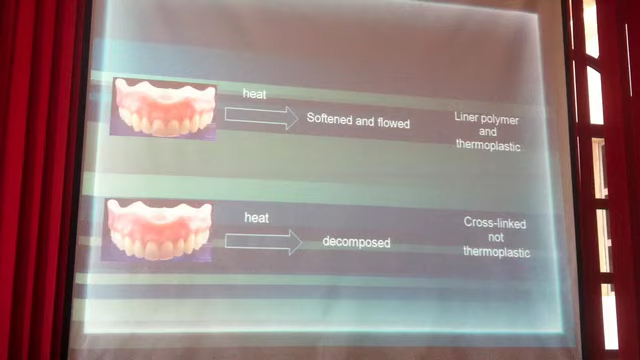 heat
Softened and flowed
Liner polymer
and
thermoplastic
heat
decomposed
Cross-linked
not
thermoplastic